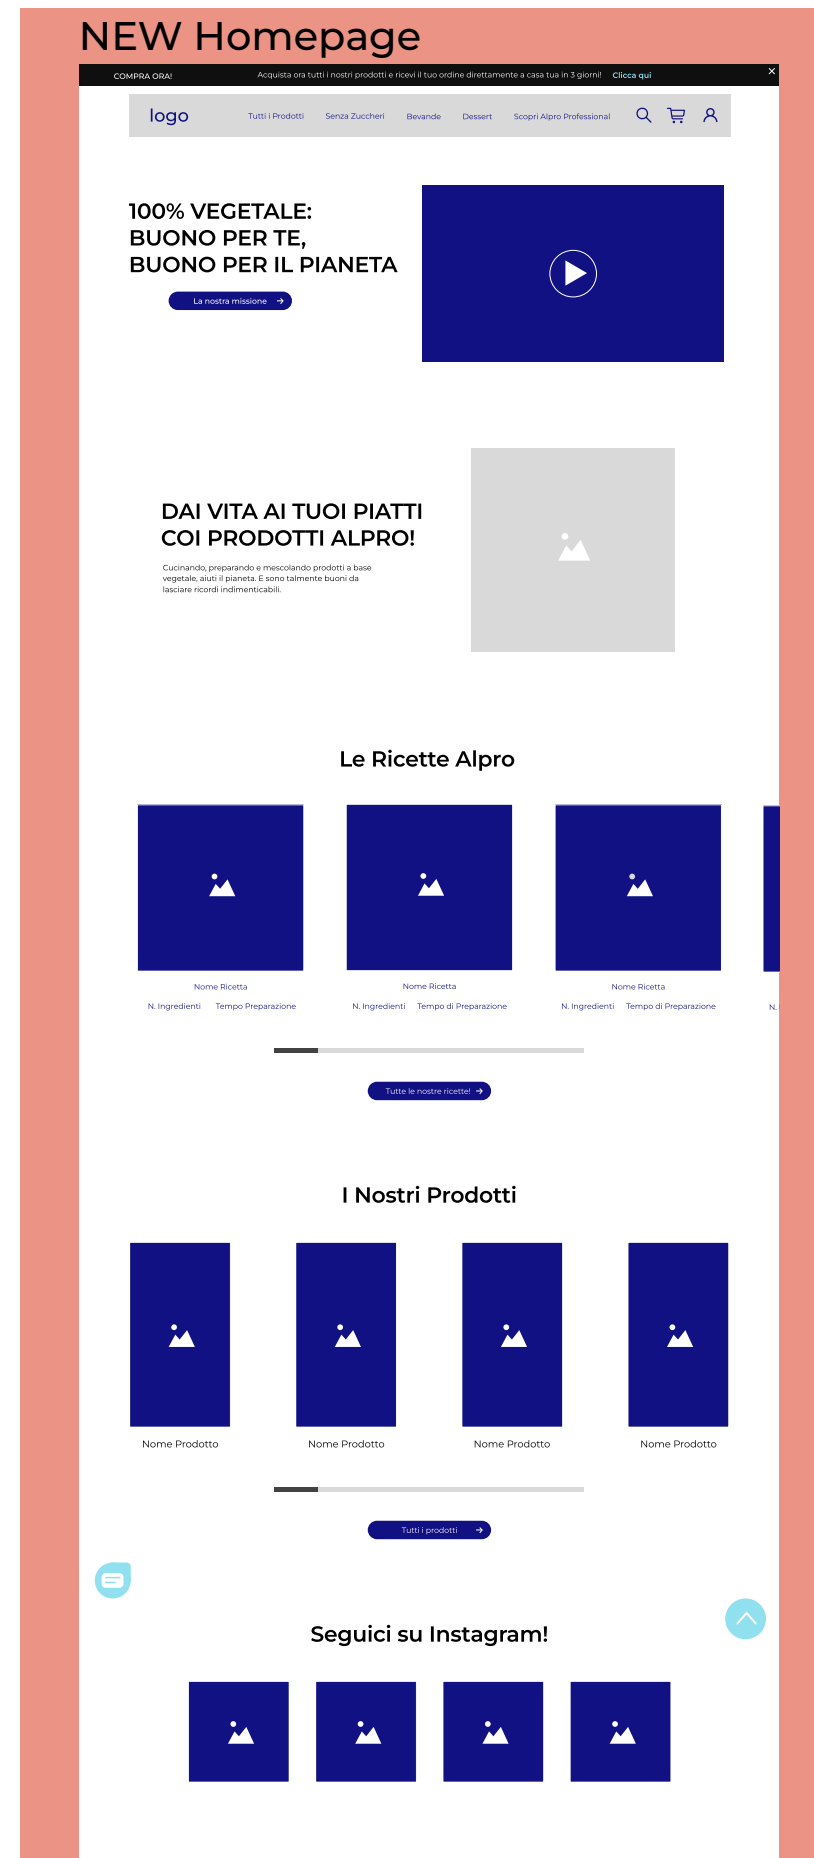 NEW Homepage
COMPRA ORA!
Acquista ora tutti i nostri prodotti e ricevi il tuo ordine direttamente a casa tua in 3 giorni! Clicca qui
logo
Tutti i Prodotti
Senza Zuccheri
Bevande
Dessert
Scopri Alpro Professional
100% VEGETALE:
BUONO PER TE,
BUONO PER IL PIANETA
La nostra missione
DAI VITA AI TUOI PIATTI
COI PRODOTTI ALPRO!
Cucinando, preparando e mescolando prodotti a base
vegetale, aiuti il pianeta. E sono talmente buoni da
lasciare ricordi indimenticabili.
Le Ricette Alpro
Nome Ricetta
N. Ingredienti Tempo Preparazione
Nome Ricetta
N. Ingredienti Tempo di Preparazione
Nome Ricetta
N. Ingredienti Tempo di Preparazione
N.
Tutte le nostre ricette!
I Nostri Prodotti
Nome Prodotto
Nome Prodotto
Nome Prodotto
Nome Prodotto
Tutti i prodotti
Seguici su Instagram!